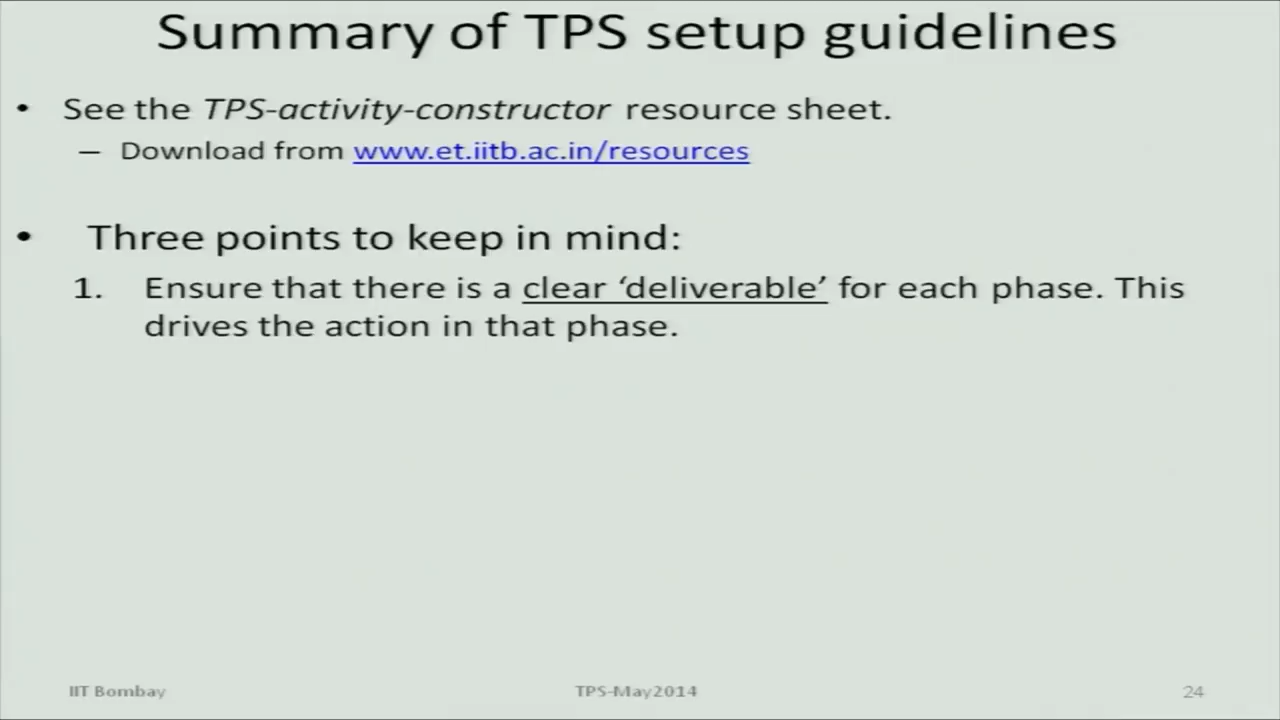 Summary of TPS setup guidelines
• See the TPS-activity-constructor resource sheet.
– Download from www.et.iitb.ac.in/resources
• Three points to keep in mind:
1. Ensure that there is a clear ‘deliverable’ for each phase. This
drives the action in that phase.
IIT Bombay TPS-May2014 24